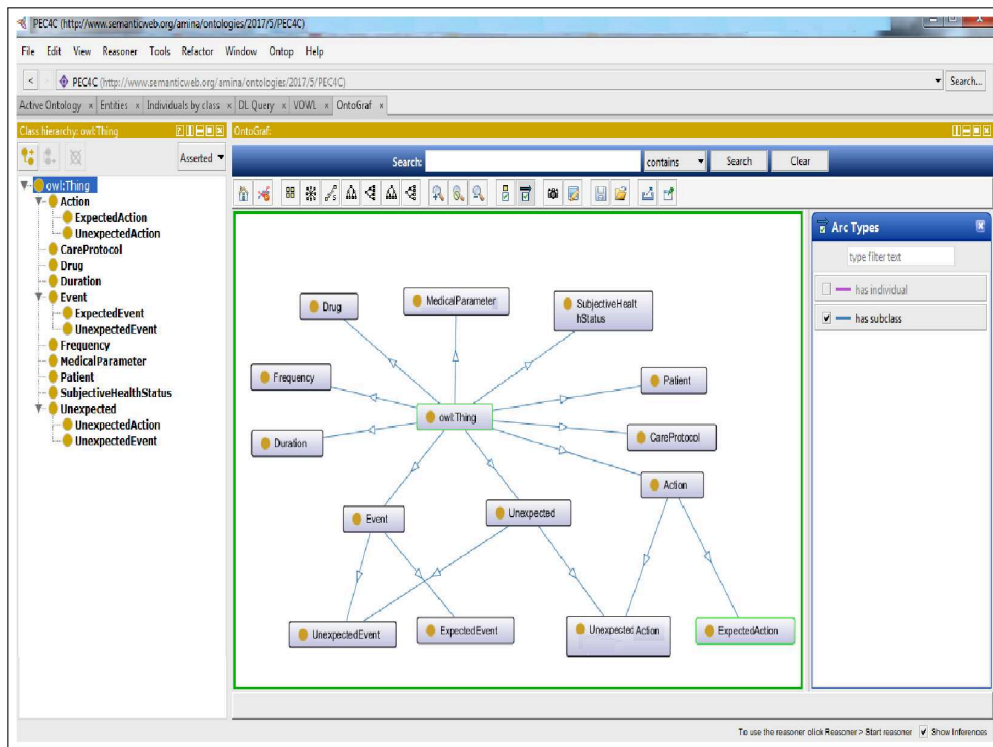 PEC4C (http://www.semanticweb.org/amina/ontologies/2017/5/PEC4C)
File Edit View Reasoner Tools Refactor Window Ontop Help
< PEC4C (http://www.semanticweb.org/amina/ontologies/2017/5/PEC4C) Search...
Active Ontology × Entities × Individuals by class × DL Query × VOWL × OntoGraf ×
Class hierarchy: owl:Thing
Asserted
owl:Thing
Action
ExpectedAction
UnexpectedAction
CareProtocol
Drug
Duration
Event
ExpectedEvent
UnexpectedEvent
Frequency
MedicalParameter
Patient
SubjectiveHealthStatus
Unexpected
UnexpectedAction
UnexpectedEvent
OntoGraf:
Search: contains Search Clear
Drug
MedicalParameter
SubjectiveHealt
hStatus
Frequency
Patient
owl:Thing
Duration
CareProtocol
Action
Event
Unexpected
UnexpectedEvent
ExpectedEvent
Unexpected Action
ExpectedAction
Arc Types
type filter text
has individual
has subclass
To use the reasoner click Reasoner > Start reasoner Show Inferences